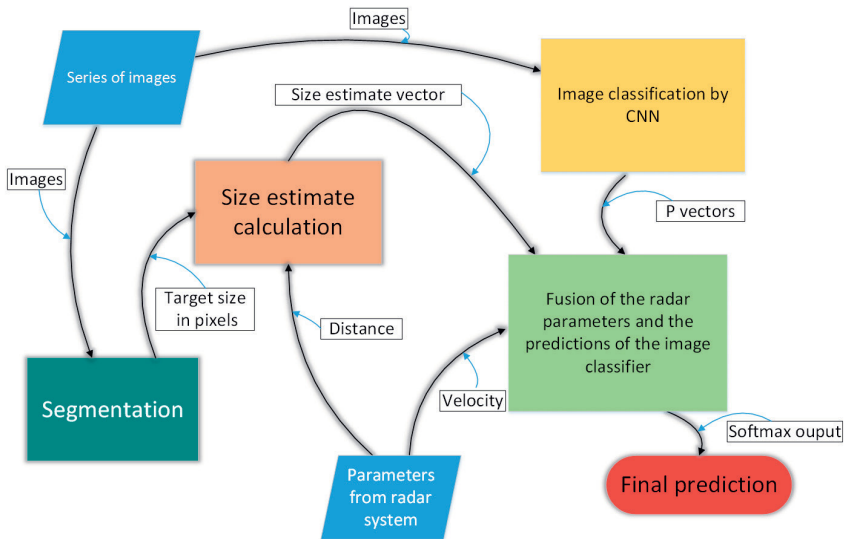 Images
Series of images
Size estimate vector
Image classification by
CNN
Images
Size estimate
calculation
P vectors
Target size
in pixels
Distance
Fusion of the radar
parameters and the
predictions of the image
classifier
Velocity
Segmentation
Softmax ouput
Parameters
from radar
system
Final prediction